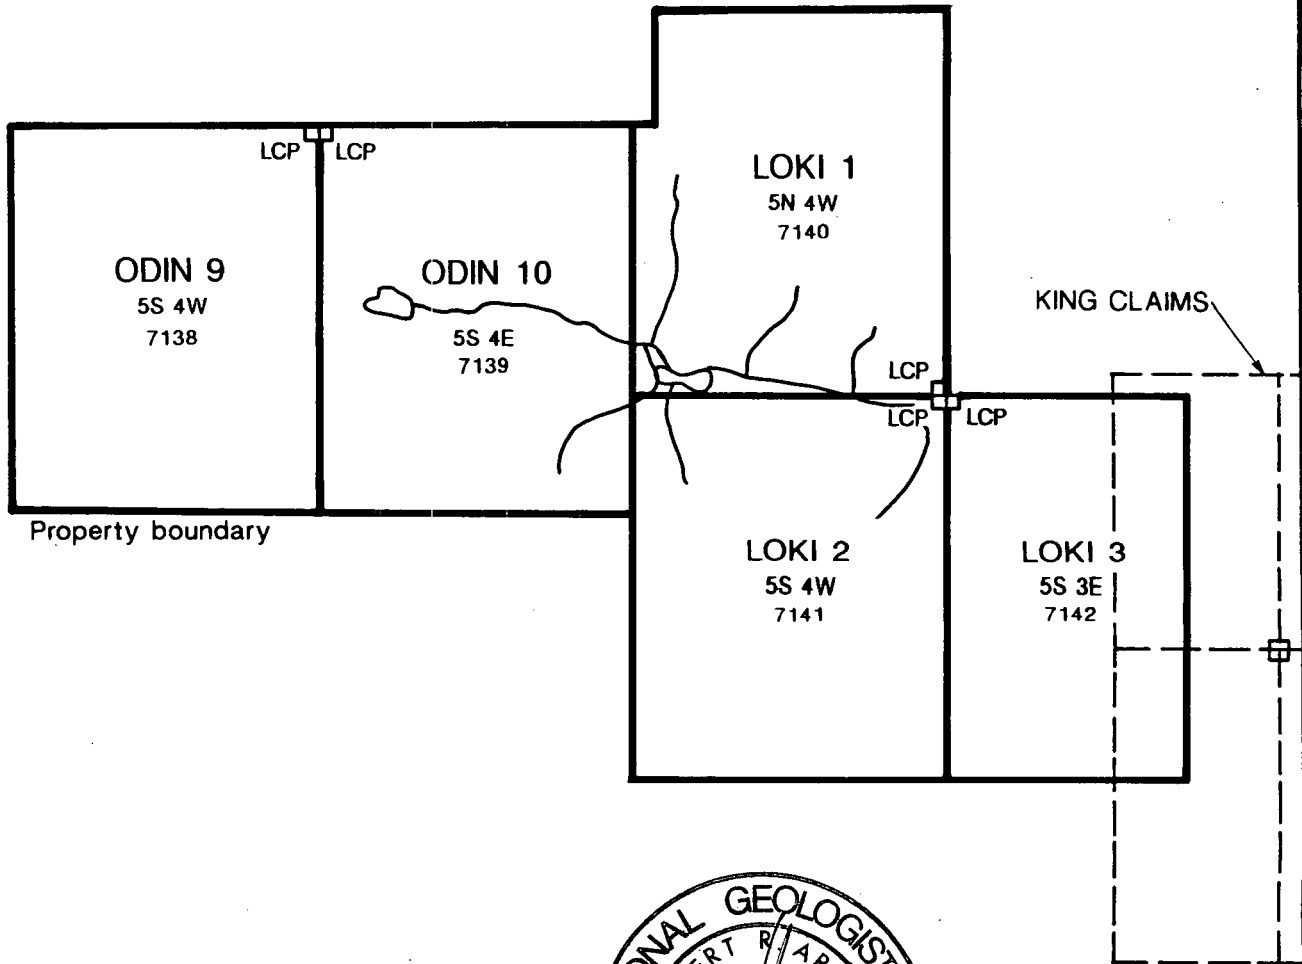 LOKI 1
5N 4W
7140
LCP LCP
ODIN 9
5S 4W
7138
ODIN 10
5S 4E
7139
KING CLAIMS
LCP
LCP LCP
Property boundary
LOKI 2
5S 4W
7141
LOKI 3
5S 3E
7142
GEOLOGIST